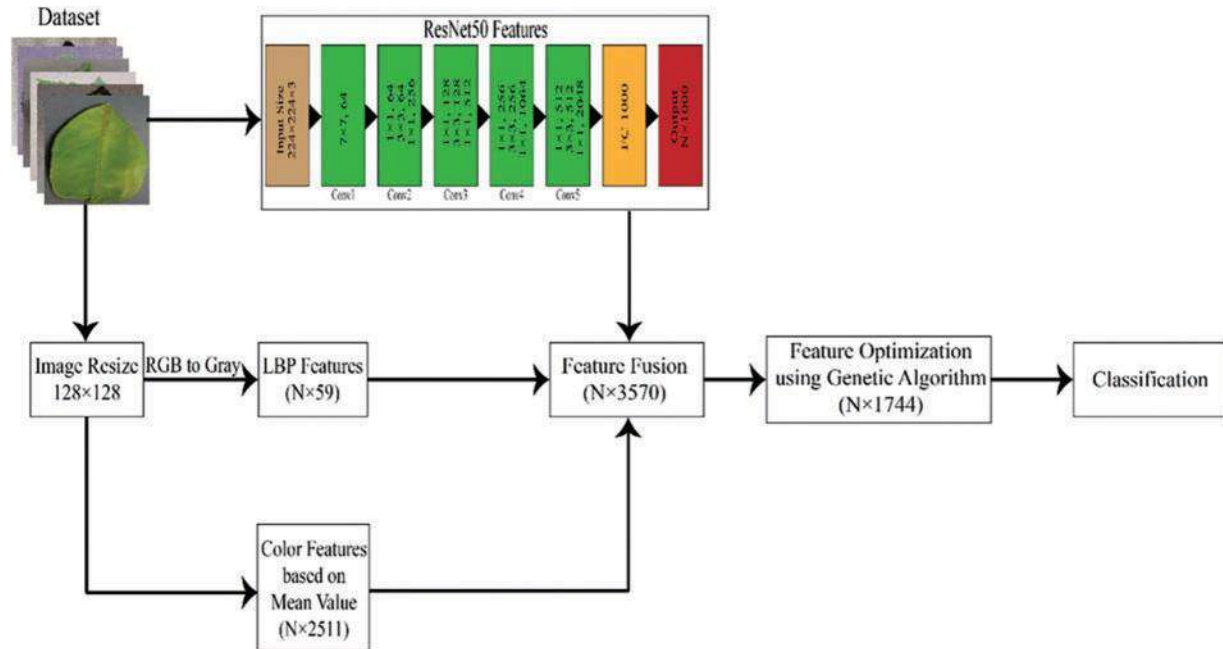 Dataset
ResNet50 Features
Input Size
224×224×3
7×7, 64
Conv1
1×1, 64
3×3, 64
1×1, 256
Conv2
1×1, 128
3×3, 128
1×1, 512
Conv3
1×1, 256
3×3, 256
1×1, 1064
Conv4
1×1, 512
3×3, 512
1×1, 2048
Conv5
FC 1000
Output
N×1000
Image Resize
128×128
RGB to Gray
LBP Features
(N×59)
Feature Fusion
(N×3570)
Feature Optimization
using Genetic Algorithm
(N×1744)
Classification
Color Features
based on
Mean Value
(N×2511)